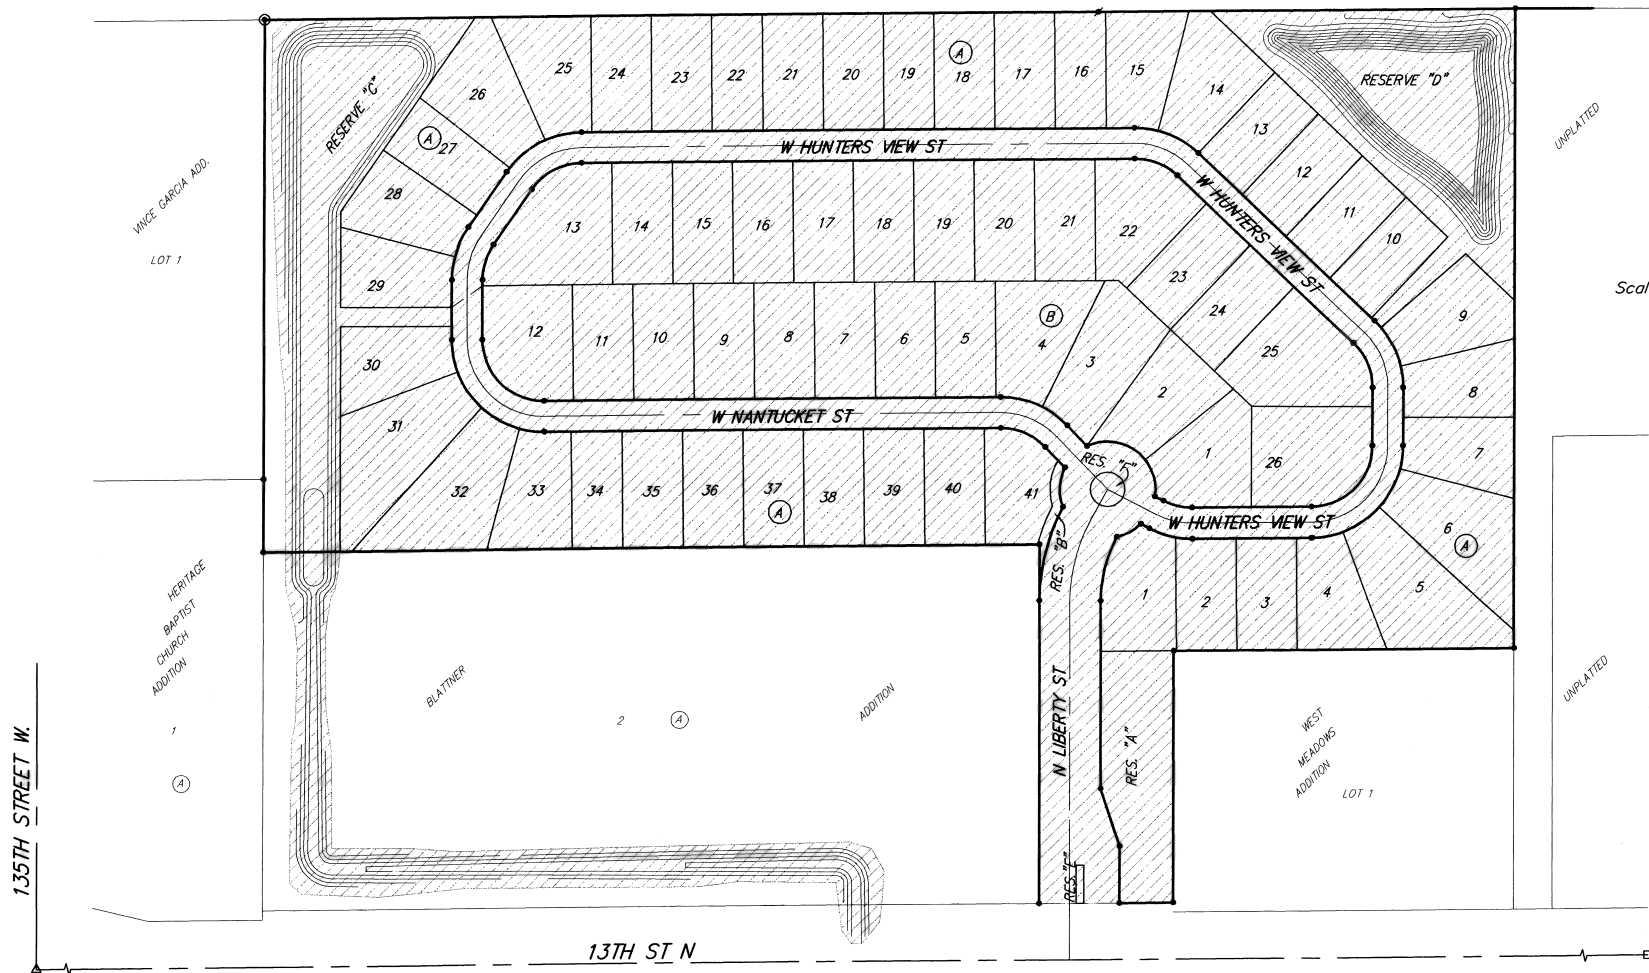 25
24
23
22
21
20
19
A
18
17
16
15
14
13
12
11
10
9
8
7
6
A
5
4
3
2
1
26
A
27
28
29
30
31
32
33
34
35
36
37
A
38
39
40
41
RESERVE "C"
RESERVE "D"
W HUNTERS VIEW ST
W HUNTERS VIEW ST
13
14
15
16
17
18
19
20
21
22
23
24
25
26
12
11
10
9
8
7
6
5
B
4
3
2
1
W NANTUCKET ST
W HUNTERS VIEW ST
RES. "F"
RES. "B"
N LIBERTY ST
RES. "A"
RES. "E"
VINCE GARCIA ADD.
LOT 1
UNPLATTED
Scal
HERITAGE
BAPTIST
CHURCH
ADDITION
1
A
BLATTNER
2
A
ADDITION
WEST
MEADOWS
ADDITION
LOT 1
UNPLATTED
135TH STREET W.
13TH ST N